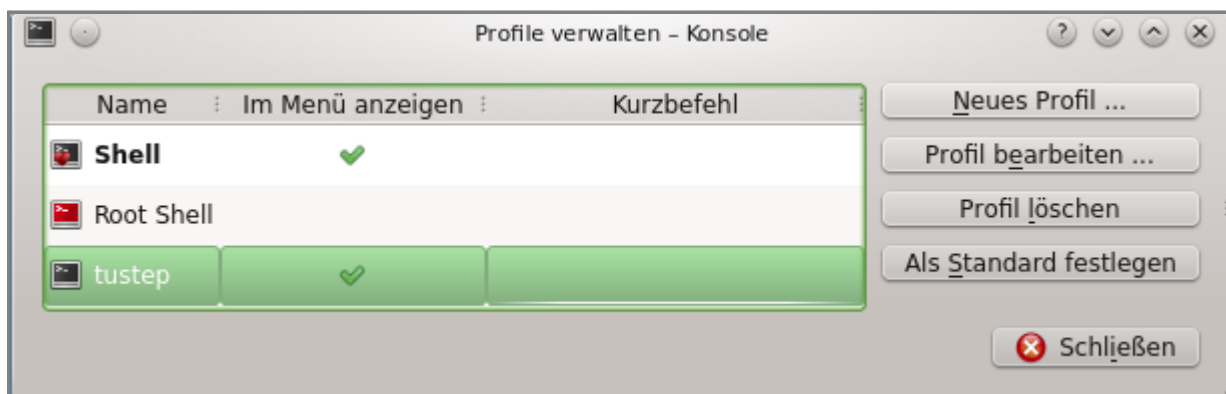 Profile verwalten – Konsole
Name Im Menü anzeigen Kurzbefehl
Shell
Root Shell
tustep
Neues Profil ...
Profil bearbeiten ...
Profil löschen
Als Standard festlegen
Schließen